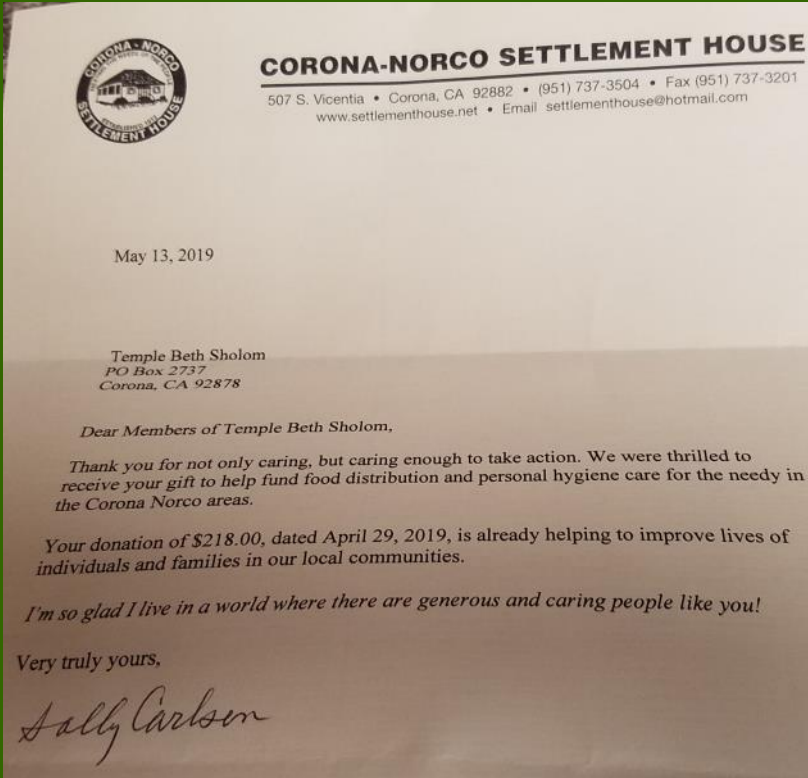 CORONA-NORCO
SETTLEMENT HOUSE
CORONA-NORCO SETTLEMENT HOUSE
507 S. Vicentia • Corona, CA 92882 • (951) 737-3504 • Fax (951) 737-3201
www.settlementhouse.net • Email settlementhouse@hotmail.com
May 13, 2019
Temple Beth Sholom
PO Box 2737
Corona, CA 92878
Dear Members of Temple Beth Sholom,
Thank you for not only caring, but caring enough to take action. We were thrilled to
receive your gift to help fund food distribution and personal hygiene care for the needy in
the Corona Norco areas.
Your donation of $218.00, dated April 29, 2019, is already helping to improve lives of
individuals and families in our local communities.
I'm so glad I live in a world where there are generous and caring people like you!
Very truly yours,
Sally Carlsen